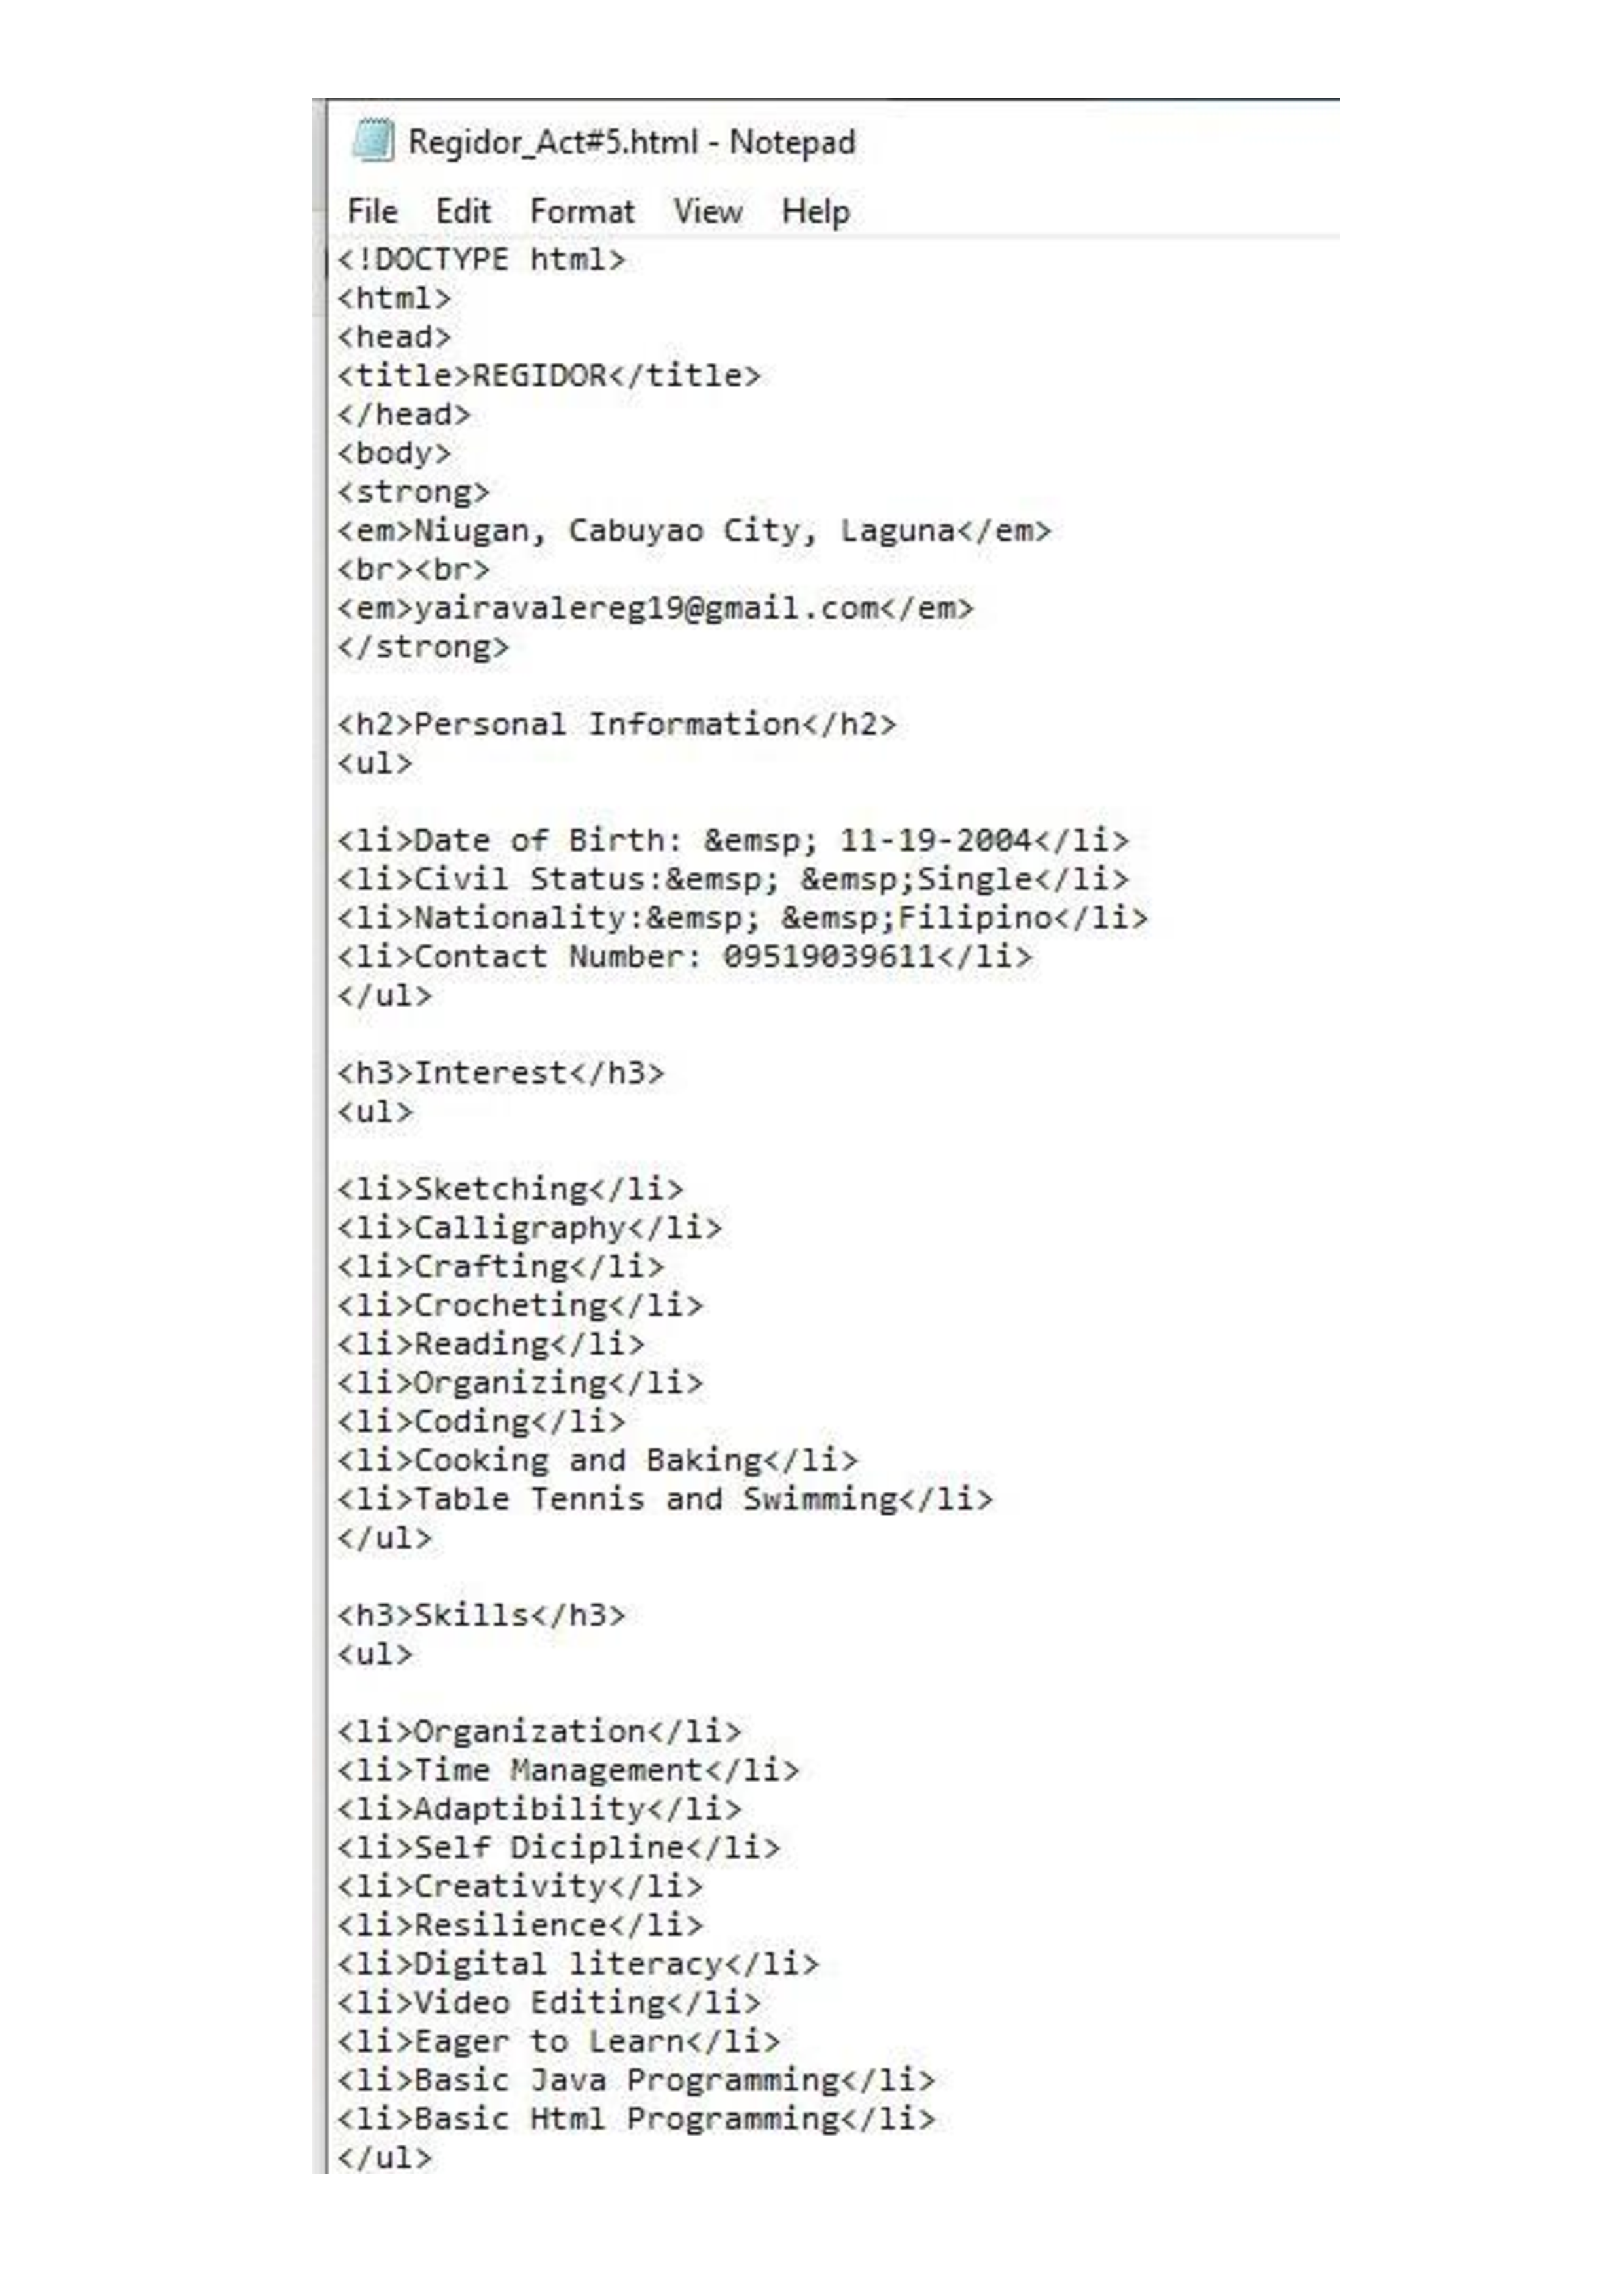 Regidor_Act#5.html - Notepad
File Edit Format View Help
<!DOCTYPE html>
<html>
<head>
<title>REGIDOR</title>
</head>
<body>
<strong>
<em>Niugan, Cabuyao City, Laguna</em>
<br><br>
<em>yairavalereg19@gmail.com</em>
</strong>
<h2>Personal Information</h2>
<ul>
<li>Date of Birth: &emsp; 11-19-2004</li>
<li>Civil Status:&emsp; &emsp;Single</li>
<li>Nationality:&emsp; &emsp;Filipino</li>
<li>Contact Number: 09519039611</li>
</ul>
<h3>Interest</h3>
<ul>
<li>Sketching</li>
<li>Calligraphy</li>
<li>Crafting</li>
<li>Crocheting</li>
<li>Reading</li>
<li>Organizing</li>
<li>Coding</li>
<li>Cooking and Baking</li>
<li>Table Tennis and Swimming</li>
</ul>
<h3>Skills</h3>
<ul>
<li>Organization</li>
<li>Time Management</li>
<li>Adaptibility</li>
<li>Self Dicipline</li>
<li>Creativity</li>
<li>Resilience</li>
<li>Digital literacy</li>
<li>Video Editing</li>
<li>Eager to Learn</li>
<li>Basic Java Programming</li>
<li>Basic Html Programming</li>
</ul>